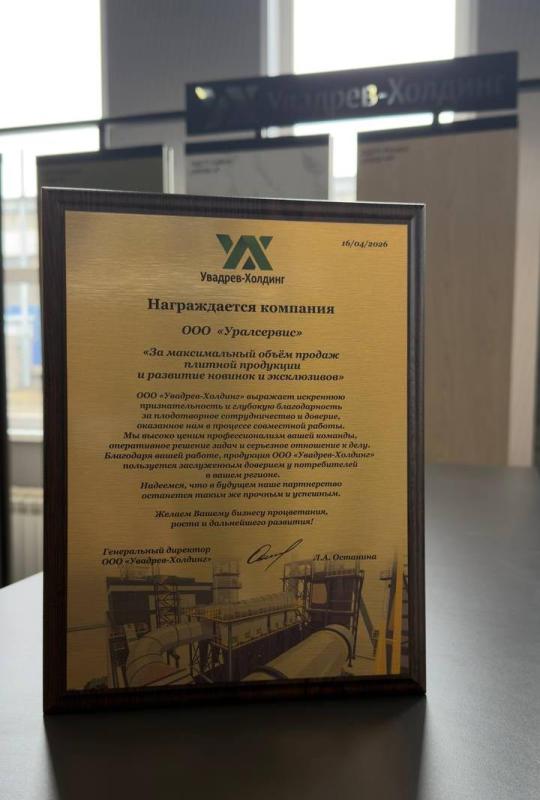 Увадрев-Холдинг
16/04/2026
Увадрев-Холдинг
Награждается компания
ООО «Уралсервис»
«За максимальный объём продаж
плитной продукции
и развитие новинок и эксклюзивов»
ООО «Увадрев-Холдинг» выражает искреннюю
признательность и глубокую благодарность
за плодотворное сотрудничество и доверие,
оказанное нам в процессе совместной работы.
Мы высоко ценим профессионализм вашей команды,
оперативное решение задач и серьезное отношение к делу.
Благодаря вашей работе, продукция ООО «Увадрев-Холдинг»
пользуется заслуженным доверием у потребителей
в вашем регионе.
Надеемся, что в будущем наше партнерство
останется таким же прочным и успешным.
Желаем Вашему бизнесу процветания,
роста и дальнейшего развития!
Генеральный директор
ООО «Увадрев-Холдинг»
Л.А. Останина